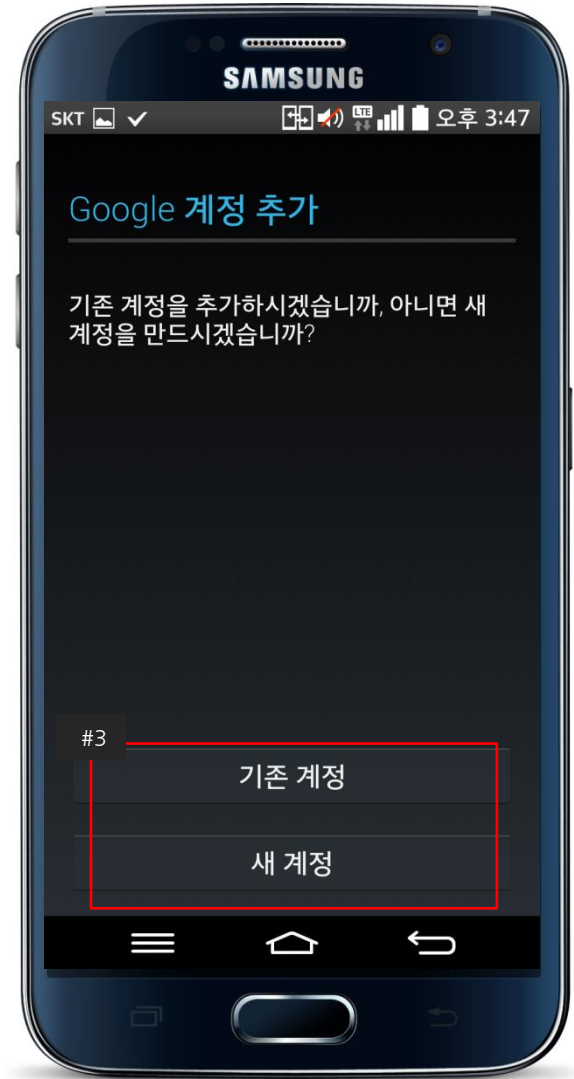 SAMSUNG
SKT LTE 오후 3:47
Google 계정 추가
기존 계정을 추가하시겠습니까, 아니면 새
계정을 만드시겠습니까?
#3
기존 계정
새 계정